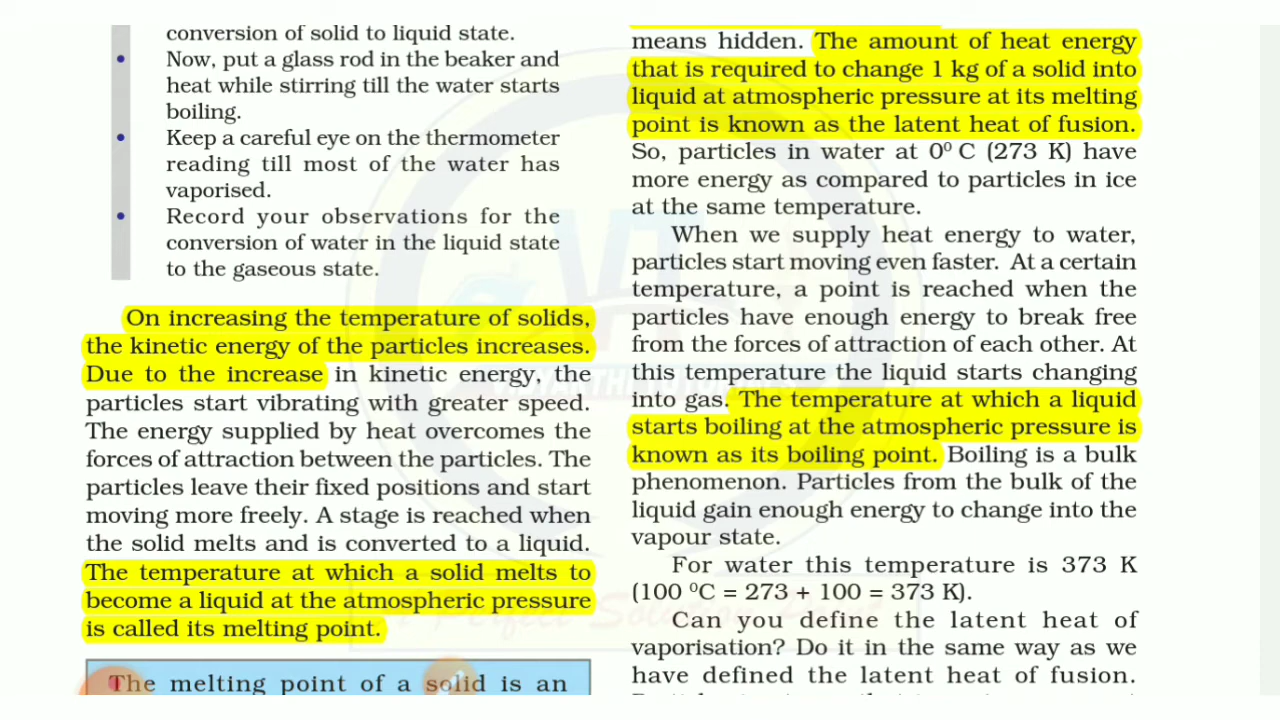 conversion of solid to liquid state.
• Now, put a glass rod in the beaker and
heat while stirring till the water starts
boiling.
• Keep a careful eye on the thermometer
reading till most of the water has
vaporised.
• Record your observations for the
conversion of water in the liquid state
to the gaseous state.
On increasing the temperature of solids,
the kinetic energy of the particles increases.
Due to the increase in kinetic energy, the
particles start vibrating with greater speed.
The energy supplied by heat overcomes the
forces of attraction between the particles. The
particles leave their fixed positions and start
moving more freely. A stage is reached when
the solid melts and is converted to a liquid.
The temperature at which a solid melts to
become a liquid at the atmospheric pressure
is called its melting point.
The melting point of a solid is an
means hidden. The amount of heat energy
that is required to change 1 kg of a solid into
liquid at atmospheric pressure at its melting
point is known as the latent heat of fusion.
So, particles in water at 0⁰ C (273 K) have
more energy as compared to particles in ice
at the same temperature.
When we supply heat energy to water,
particles start moving even faster. At a certain
temperature, a point is reached when the
particles have enough energy to break free
from the forces of attraction of each other. At
this temperature the liquid starts changing
into gas. The temperature at which a liquid
starts boiling at the atmospheric pressure is
known as its boiling point. Boiling is a bulk
phenomenon. Particles from the bulk of the
liquid gain enough energy to change into the
vapour state.
For water this temperature is 373 K
(100 ⁰C = 273 + 100 = 373 K).
Can you define the latent heat of
vaporisation? Do it in the same way as we
have defined the latent heat of fusion.